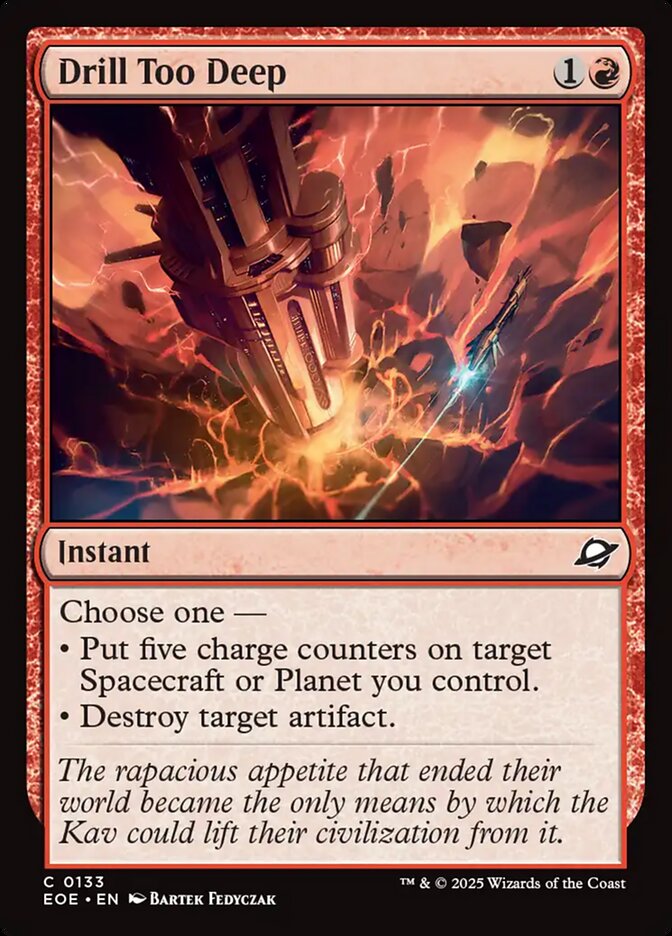 Drill Too Deep 1
Instant
Choose one —
• Put five charge counters on target
Spacecraft or Planet you control.
• Destroy target artifact.
The rapacious appetite that ended their
world became the only means by which the
Kav could lift their civilization from it.
C 0133
EOE • EN Bartek Fedyczak
™ & © 2025 Wizards of the Coast